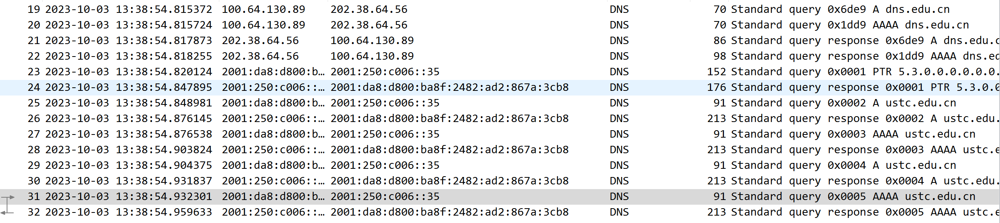 19 2023-10-03 13:38:54.815372 100.64.130.89 202.38.64.56 DNS 70 Standard query 0x6de9 A dns.edu.cn
20 2023-10-03 13:38:54.815724 100.64.130.89 202.38.64.56 DNS 70 Standard query 0x1dd9 AAAA dns.edu.cn
21 2023-10-03 13:38:54.817873 202.38.64.56 100.64.130.89 DNS 86 Standard query response 0x6de9 A dns.edu.c
22 2023-10-03 13:38:54.818255 202.38.64.56 100.64.130.89 DNS 98 Standard query response 0x1dd9 AAAA dns.ed
23 2023-10-03 13:38:54.820124 2001:da8:d800:b… 2001:250:c006::35 DNS 152 Standard query 0x0001 PTR 5.3.0.0.0.0.0.0.
24 2023-10-03 13:38:54.847895 2001:250:c006::… 2001:da8:d800:ba8f:2482:ad2:867a:3cb8 DNS 176 Standard query response 0x0001 PTR 5.3.0.0
25 2023-10-03 13:38:54.848981 2001:da8:d800:b… 2001:250:c006::35 DNS 91 Standard query 0x0002 A ustc.edu.cn
26 2023-10-03 13:38:54.876145 2001:250:c006::… 2001:da8:d800:ba8f:2482:ad2:867a:3cb8 DNS 213 Standard query response 0x0002 A ustc.edu.
27 2023-10-03 13:38:54.876538 2001:da8:d800:b… 2001:250:c006::35 DNS 91 Standard query 0x0003 AAAA ustc.edu.cn
28 2023-10-03 13:38:54.903824 2001:250:c006::… 2001:da8:d800:ba8f:2482:ad2:867a:3cb8 DNS 213 Standard query response 0x0003 AAAA ustc.e
29 2023-10-03 13:38:54.904375 2001:da8:d800:b… 2001:250:c006::35 DNS 91 Standard query 0x0004 A ustc.edu.cn
30 2023-10-03 13:38:54.931837 2001:250:c006::… 2001:da8:d800:ba8f:2482:ad2:867a:3cb8 DNS 213 Standard query response 0x0004 A ustc.edu.
31 2023-10-03 13:38:54.932301 2001:da8:d800:b… 2001:250:c006::35 DNS 91 Standard query 0x0005 AAAA ustc.edu.cn
32 2023-10-03 13:38:54.959633 2001:250:c006::… 2001:da8:d800:ba8f:2482:ad2:867a:3cb8 DNS 213 Standard query response 0x0005 AAAA ustc.e